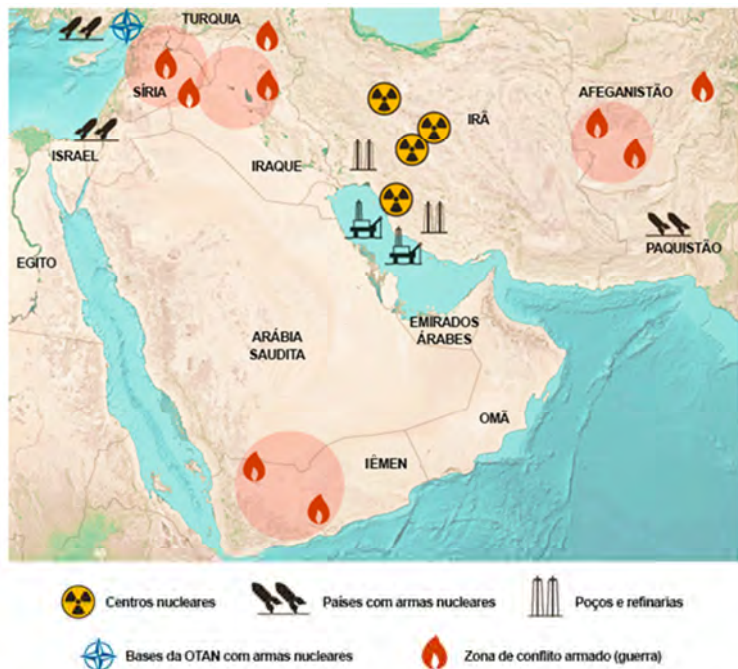 TURQUIA
SÍRIA
IRÃ
AFEGANISTÃO
ISRAEL
IRAQUE
EGITO
PAQUISTÃO
ARÁBIA
SAUDITA
EMIRADOS
ÁRABES
OMÃ
IÊMEN
Centros nucleares
Países com armas nucleares
Poços e refinarias
Bases da OTAN com armas nucleares
Zona de conflito armado (guerra)